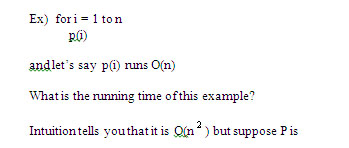 Ex) for i = 1 to n
p(i)
and let's say p(i) runs O(n)
What is the running time of this example?
Intuition tells you that it is O(n²) but suppose P is